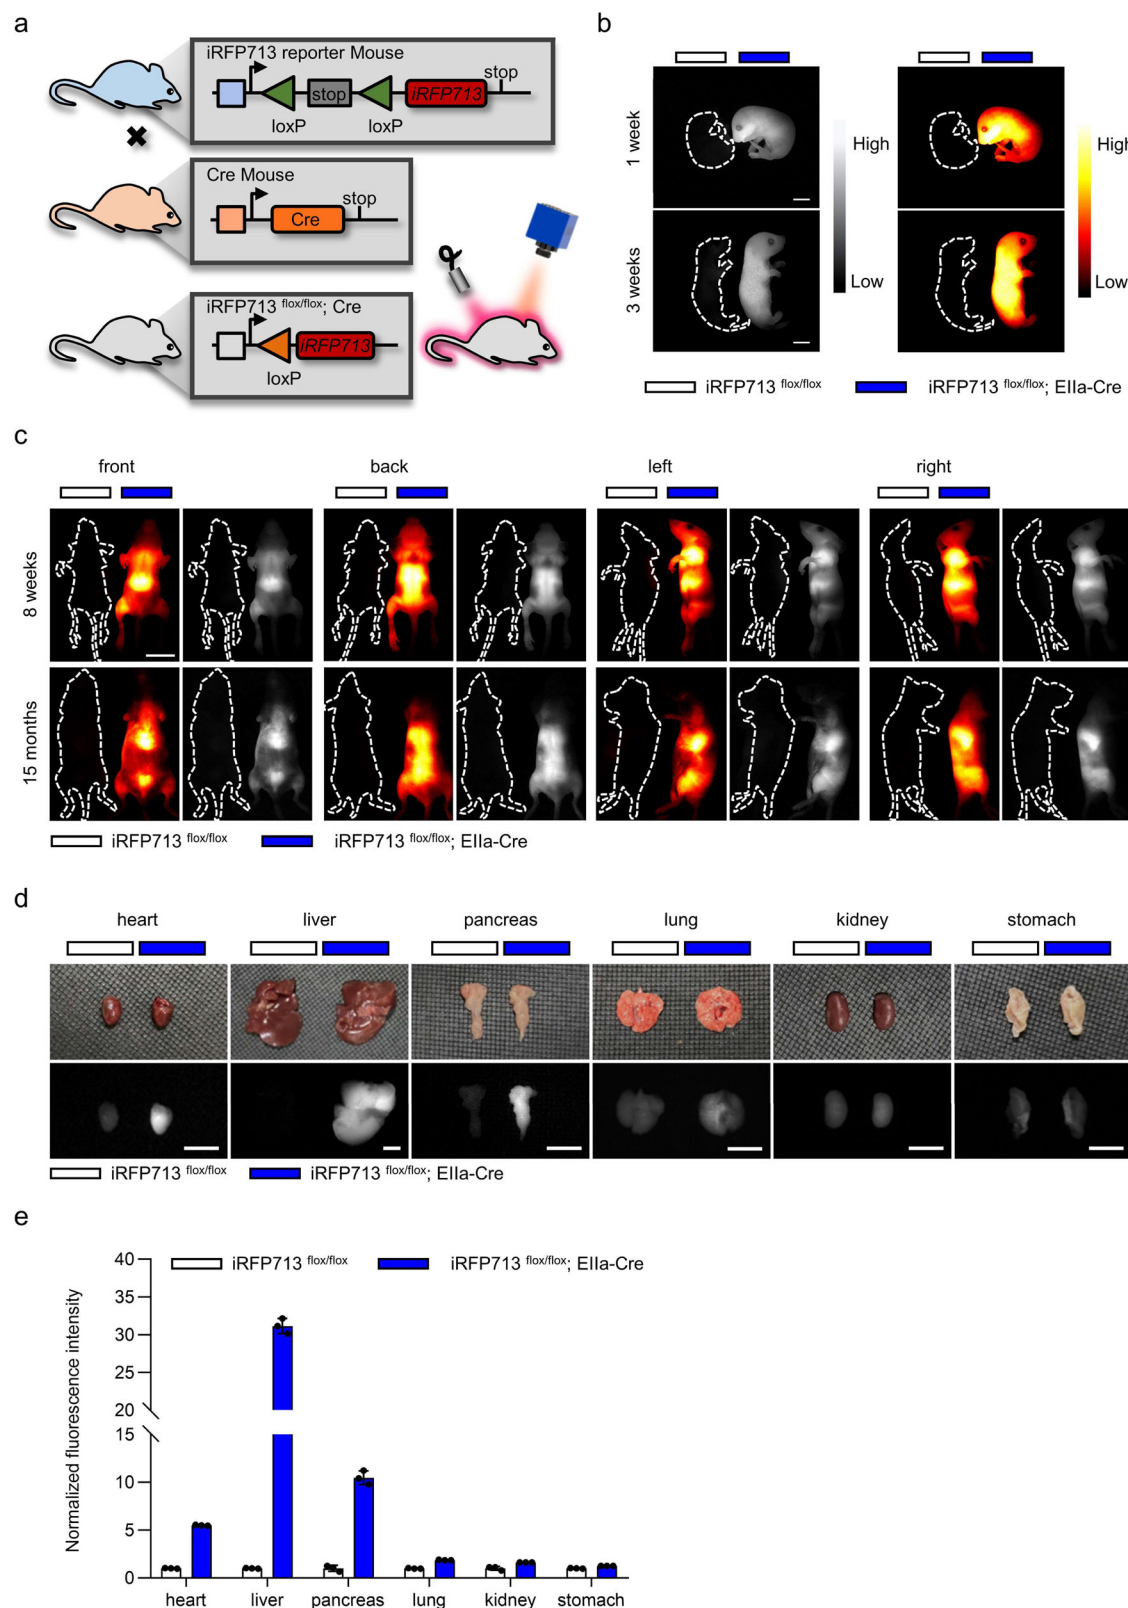 a
iRFP713 reporter Mouse
stop
stop
iRFP713
loxP
loxP
Cre Mouse
stop
Cre
iRFP713 flox/flox; Cre
iRFP713
loxP
b
1 week
3 weeks
High
Low
High
Low
iRFP713 flox/flox
iRFP713 flox/flox; EIIa-Cre
c
front
back
left
right
8 weeks
15 months
iRFP713 flox/flox
iRFP713 flox/flox; EIIa-Cre
d
heart
liver
pancreas
lung
kidney
stomach
iRFP713 flox/flox
iRFP713 flox/flox; EIIa-Cre
e
iRFP713 flox/flox
iRFP713 flox/flox; EIIa-Cre
Normalized fluorescence intensity
40
35
30
25
20
15
10
5
0
heart
liver
pancreas
lung
kidney
stomach